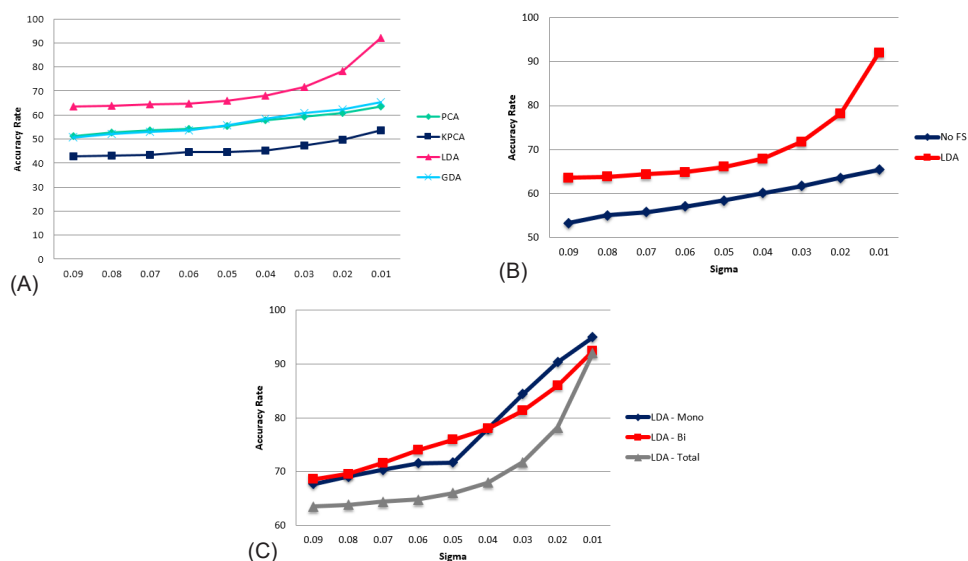 100
90
80
70
60
50
40
30
20
10
0
Accuracy Rate
0.09 0.08 0.07 0.06 0.05 0.04 0.03 0.02 0.01
PCA
KPCA
LDA
GDA
(A)
100
90
80
70
60
50
Accuracy Rate
0.09 0.08 0.07 0.06 0.05 0.04 0.03 0.02 0.01
Sigma
No FS
LDA
(B)
100
90
80
70
60
Accuracy Rate
0.09 0.08 0.07 0.06 0.05 0.04 0.03 0.02 0.01
Sigma
LDA - Mono
LDA - Bi
LDA - Total
(C)